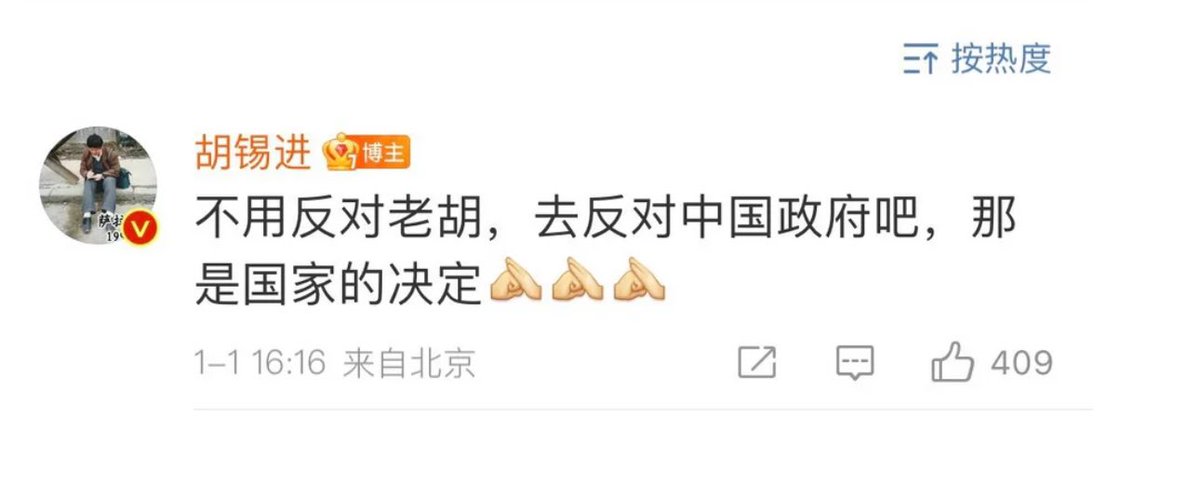 按热度
胡锡进 博主
不用反对老胡，去反对中国政府吧，那
是国家的决定
1-1 16:16 来自北京
409